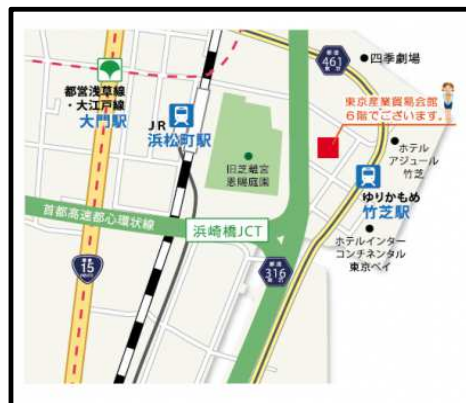 都道
461
四季劇場
東京産業貿易会館
6階でございます。
都営浅草線
・大江戸線
大門駅
JR
浜松町駅
ホテル
アジュール
竹芝
旧芝離宮
恩賜庭園
ゆりかもめ
竹芝駅
首都高速都心環状線
浜崎橋JCT
ホテルインター
コンチネンタル
東京ベイ
15
都道
316